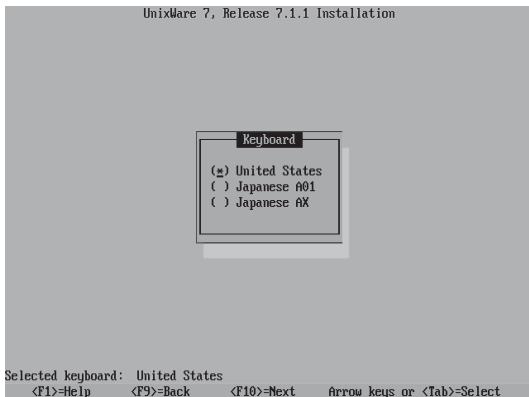 UnixWare 7, Release 7.1.1 Installation
Keyboard
(*) United States
( ) Japanese A01
( ) Japanese AX
Selected keyboard: United States
<F1>=Help <F9>=Back <F10>=Next Arrow keys or <Tab>=Select